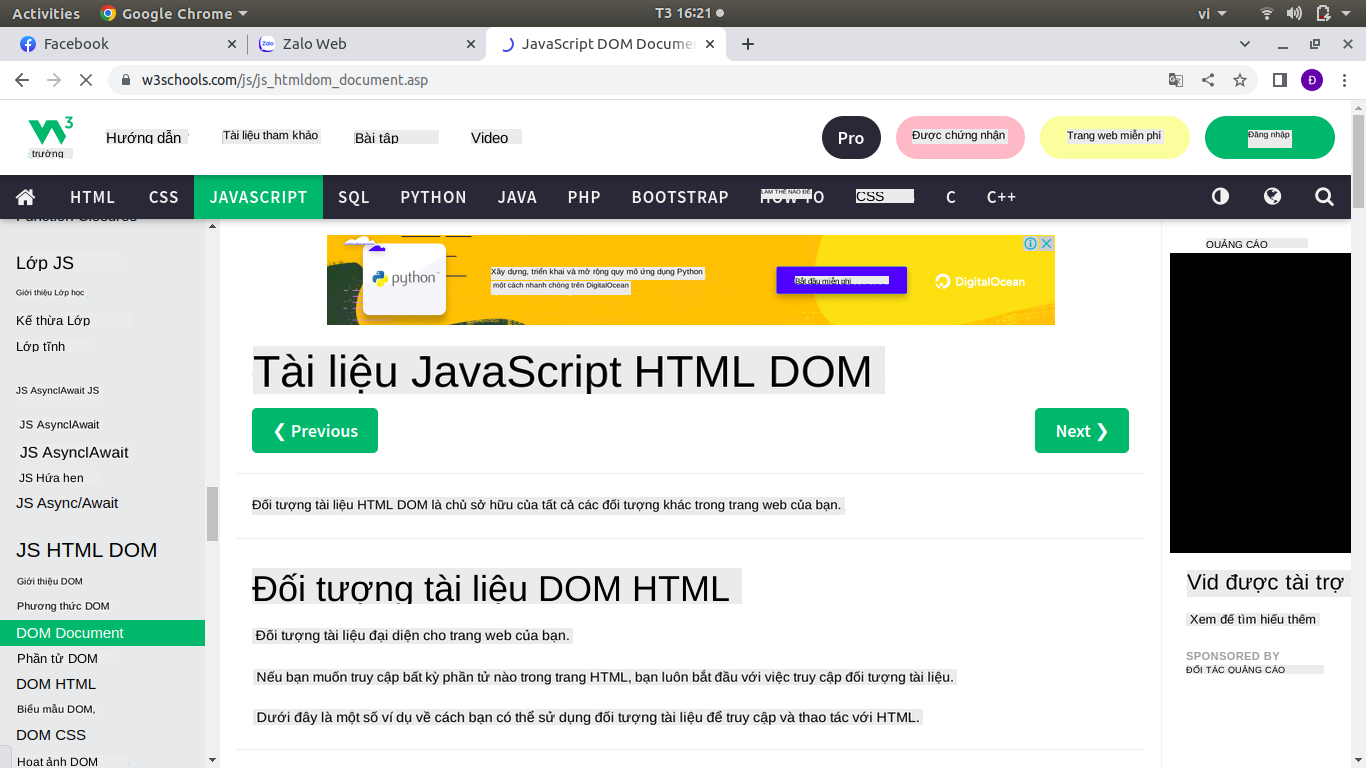 Activities Google Chrome T3 16:21 vi
Facebook Zalo Web JavaScript DOM Docume
w3schools.com/js/js_htmldom_document.asp Đ
3
trường Hướng dẫn Tài liệu tham khảo Bài tập Video Pro Được chứng nhận Trang web miễn phí Đăng nhập
HTML CSS JAVASCRIPT SQL PYTHON JAVA PHP BOOTSTRAP LÀM THẾ NÀO ĐỂ HOW TO CSS C C++
Function Closures
Lớp JS
Giới thiệu Lớp học
Kế thừa Lớp
Lớp tĩnh
JS AsynclAwait JS
JS AsynclAwait
JS AsynclAwait
JS Hứa hen
JS Async/Await
JS HTML DOM
Giới thiệu DOM
Phương thức DOM
DOM Document
Phần tử DOM
DOM HTML
Biểu mẫu DOM,
DOM CSS
Hoạt ảnh DOM
python
Xây dựng, triển khai và mở rộng quy mô ứng dụng Python
một cách nhanh chóng trên DigitalOcean
Bắt đầu miễn phí
DigitalOcean
Tài liệu JavaScript HTML DOM
❮ Previous Next ❯
Đối tượng tài liệu HTML DOM là chủ sở hữu của tất cả các đối tượng khác trong trang web của bạn.
Đối tượng tài liệu DOM HTML
Đối tượng tài liệu đại diện cho trang web của bạn.
Nếu bạn muốn truy cập bất kỳ phần tử nào trong trang HTML, bạn luôn bắt đầu với việc truy cập đối tượng tài liệu.
Dưới đây là một số ví dụ về cách bạn có thể sử dụng đối tượng tài liệu để truy cập và thao tác với HTML.
QUẢNG CÁO
Vid được tài trợ
Xem để tìm hiểu thêm
SPONSORED BY
ĐỐI TÁC QUẢNG CÁO